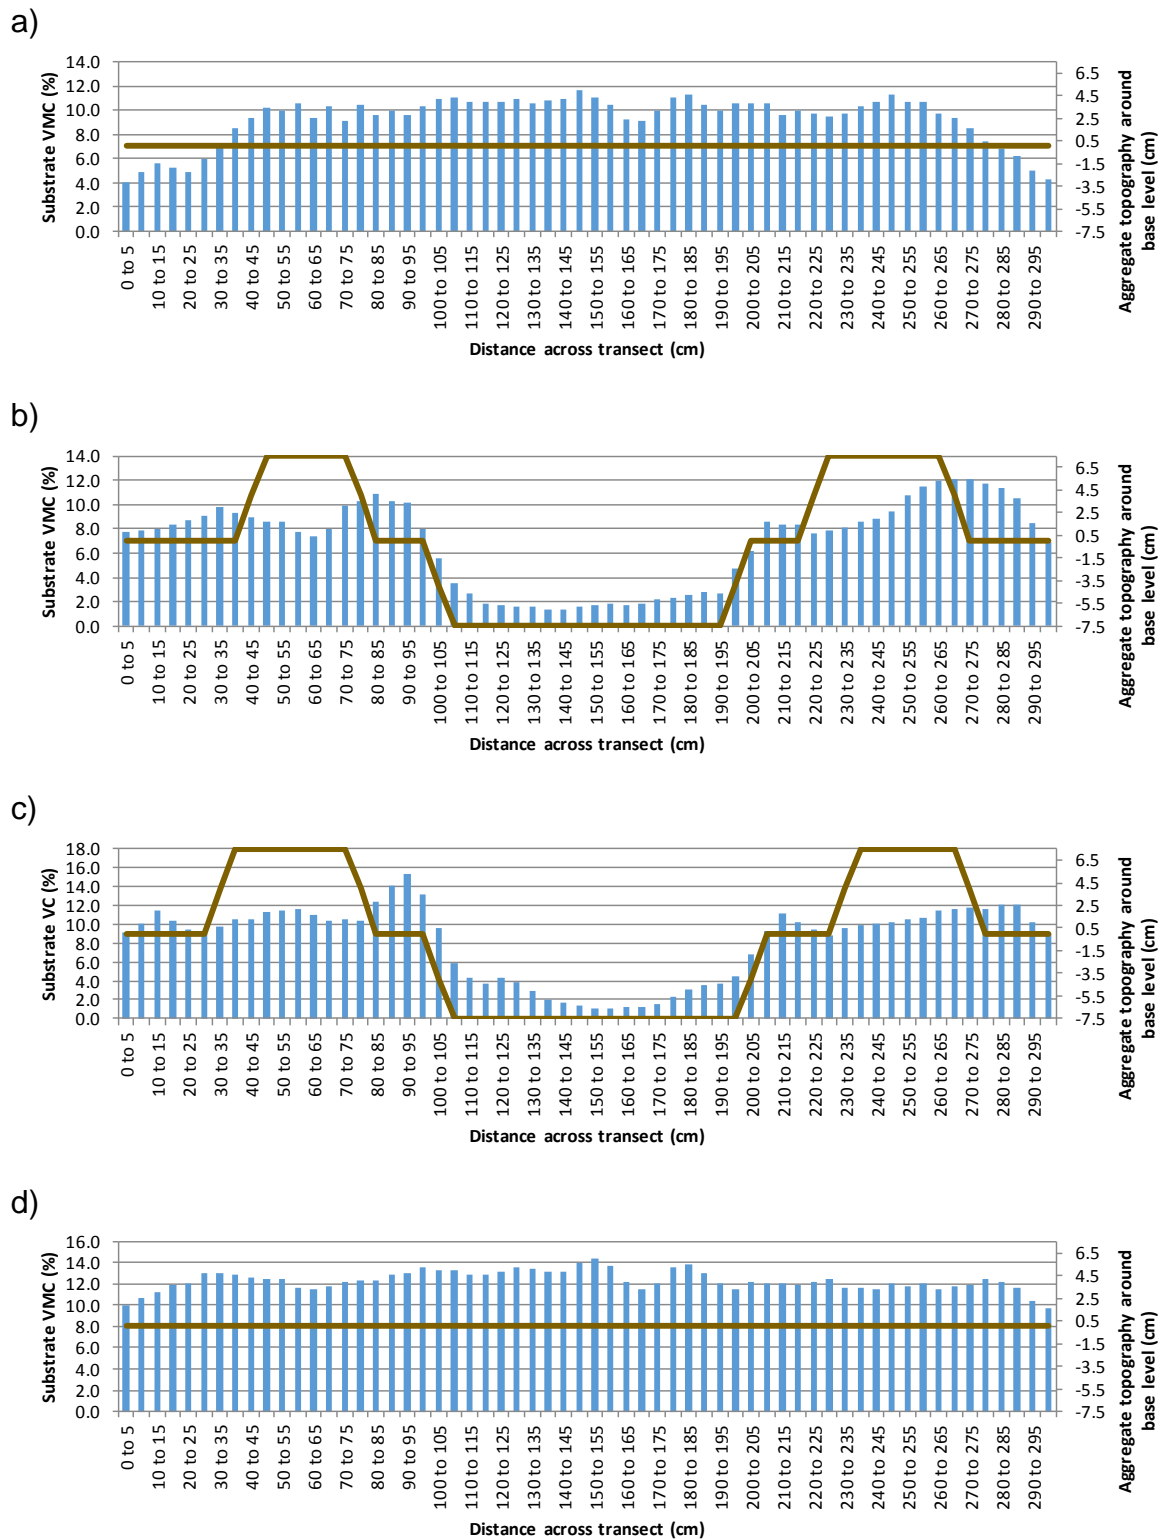 a)
Substrate VMC (%)
14.0
12.0
10.0
8.0
6.0
4.0
2.0
0.0
6.5
4.5
2.5
0.5
-1.5
-3.5
-5.5
-7.5
Aggregate topography around
base level (cm)
0 to 5
10 to 15
20 to 25
30 to 35
40 to 45
50 to 55
60 to 65
70 to 75
80 to 85
90 to 95
100 to 105
110 to 115
120 to 125
130 to 135
140 to 145
150 to 155
160 to 165
170 to 175
180 to 185
190 to 195
200 to 205
210 to 215
220 to 225
230 to 235
240 to 245
250 to 255
260 to 265
270 to 275
280 to 285
290 to 295
Distance across transect (cm)
b)
Substrate VMC (%)
14.0
12.0
10.0
8.0
6.0
4.0
2.0
0.0
6.5
4.5
2.5
0.5
-1.5
-3.5
-5.5
-7.5
Aggregate topography around
base level (cm)
0 to 5
10 to 15
20 to 25
30 to 35
40 to 45
50 to 55
60 to 65
70 to 75
80 to 85
90 to 95
100 to 105
110 to 115
120 to 125
130 to 135
140 to 145
150 to 155
160 to 165
170 to 175
180 to 185
190 to 195
200 to 205
210 to 215
220 to 225
230 to 235
240 to 245
250 to 255
260 to 265
270 to 275
280 to 285
290 to 295
Distance across transect (cm)
c)
Substrate VC (%)
18.0
16.0
14.0
12.0
10.0
8.0
6.0
4.0
2.0
0.0
6.5
4.5
2.5
0.5
-1.5
-3.5
-5.5
-7.5
Aggregate topography around
base level (cm)
0 to 5
10 to 15
20 to 25
30 to 35
40 to 45
50 to 55
60 to 65
70 to 75
80 to 85
90 to 95
100 to 105
110 to 115
120 to 125
130 to 135
140 to 145
150 to 155
160 to 165
170 to 175
180 to 185
190 to 195
200 to 205
210 to 215
220 to 225
230 to 235
240 to 245
250 to 255
260 to 265
270 to 275
280 to 285
290 to 295
Distance across transect (cm)
d)
Substrate VMC (%)
16.0
14.0
12.0
10.0
8.0
6.0
4.0
2.0
0.0
6.5
4.5
2.5
0.5
-1.5
-3.5
-5.5
-7.5
Aggregate topography around
base level (cm)
0 to 5
10 to 15
20 to 25
30 to 35
40 to 45
50 to 55
60 to 65
70 to 75
80 to 85
90 to 95
100 to 105
110 to 115
120 to 125
130 to 135
140 to 145
150 to 155
160 to 165
170 to 175
180 to 185
190 to 195
200 to 205
210 to 215
220 to 225
230 to 235
240 to 245
250 to 255
260 to 265
270 to 275
280 to 285
290 to 295
Distance across transect (cm)